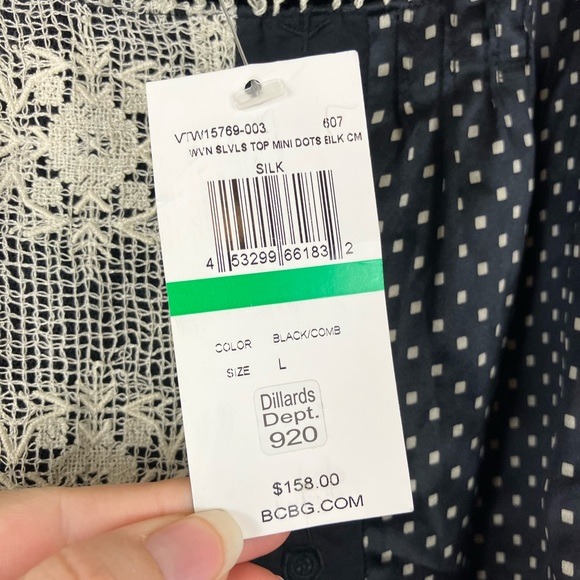 VTW15769-003 607
WVN SLVLS TOP MINI DOTS SILK CM
SILK
4 53299 66183 2
COLOR BLACK/COMB
SIZE L
Dillards
Dept.
920
$158.00
BCBG.COM